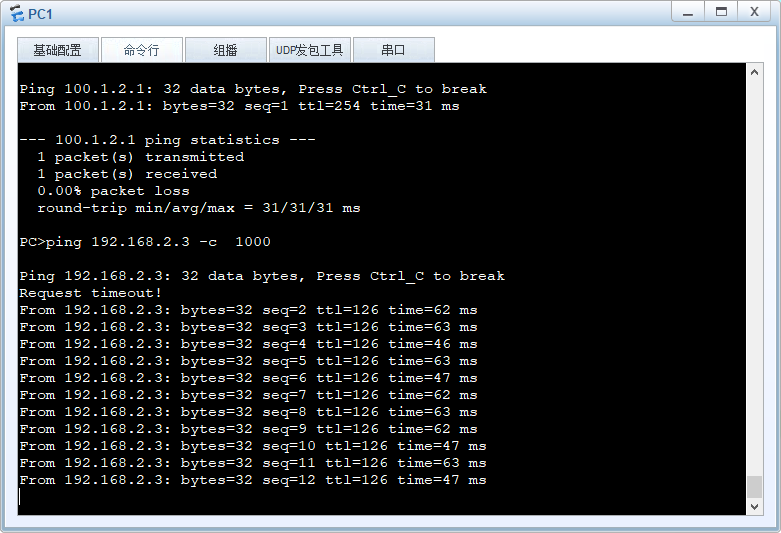 PC1
X
基础配置 命令行 组播 UDP发包工具 串口
Ping 100.1.2.1: 32 data bytes, Press Ctrl_C to break
From 100.1.2.1: bytes=32 seq=1 ttl=254 time=31 ms
--- 100.1.2.1 ping statistics ---
1 packet(s) transmitted
1 packet(s) received
0.00% packet loss
round-trip min/avg/max = 31/31/31 ms
PC>ping 192.168.2.3 -c  1000
Ping 192.168.2.3: 32 data bytes, Press Ctrl_C to break
Request timeout!
From 192.168.2.3: bytes=32 seq=2 ttl=126 time=62 ms
From 192.168.2.3: bytes=32 seq=3 ttl=126 time=63 ms
From 192.168.2.3: bytes=32 seq=4 ttl=126 time=46 ms
From 192.168.2.3: bytes=32 seq=5 ttl=126 time=63 ms
From 192.168.2.3: bytes=32 seq=6 ttl=126 time=47 ms
From 192.168.2.3: bytes=32 seq=7 ttl=126 time=62 ms
From 192.168.2.3: bytes=32 seq=8 ttl=126 time=63 ms
From 192.168.2.3: bytes=32 seq=9 ttl=126 time=62 ms
From 192.168.2.3: bytes=32 seq=10 ttl=126 time=47 ms
From 192.168.2.3: bytes=32 seq=11 ttl=126 time=63 ms
From 192.168.2.3: bytes=32 seq=12 ttl=126 time=47 ms